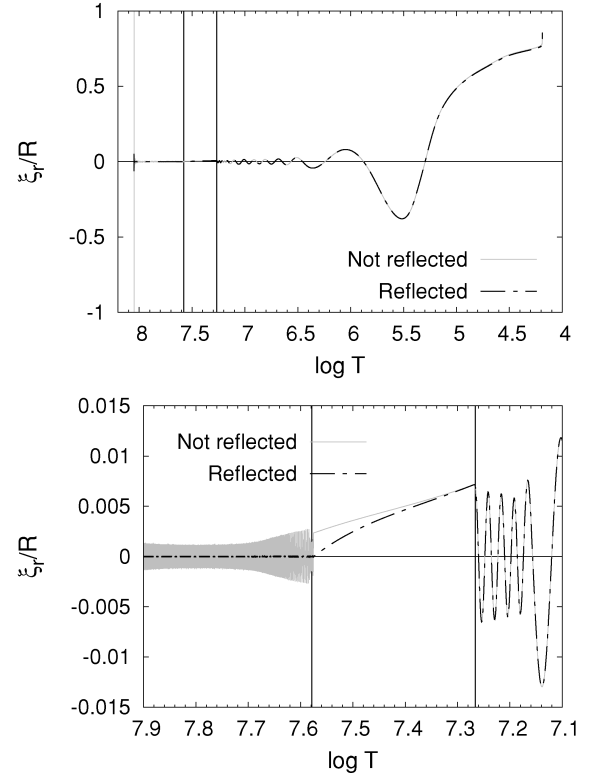 1
0.5
0
-0.5
-1
ξr/R
Not reflected
Reflected
8 7.5 7 6.5 6 5.5 5 4.5 4
log T
0.015
0.01
0.005
0
-0.005
-0.01
-0.015
ξr/R
Not reflected
Reflected
7.9 7.8 7.7 7.6 7.5 7.4 7.3 7.2 7.1
log T